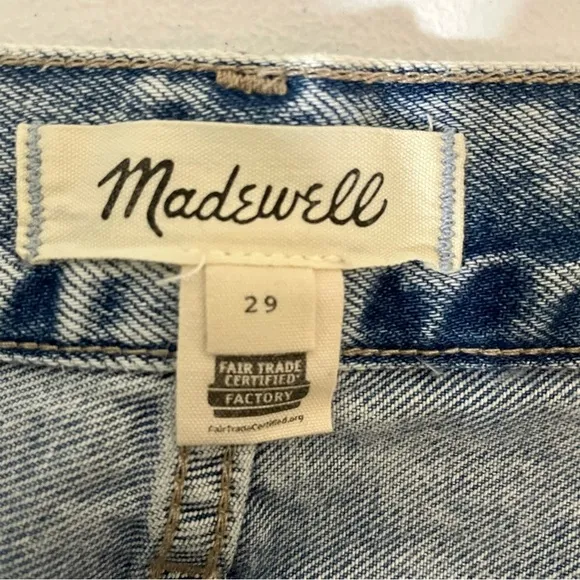 Madewell
29
FAIR TRADE
CERTIFIED
FACTORY
FairTradeCertified.org